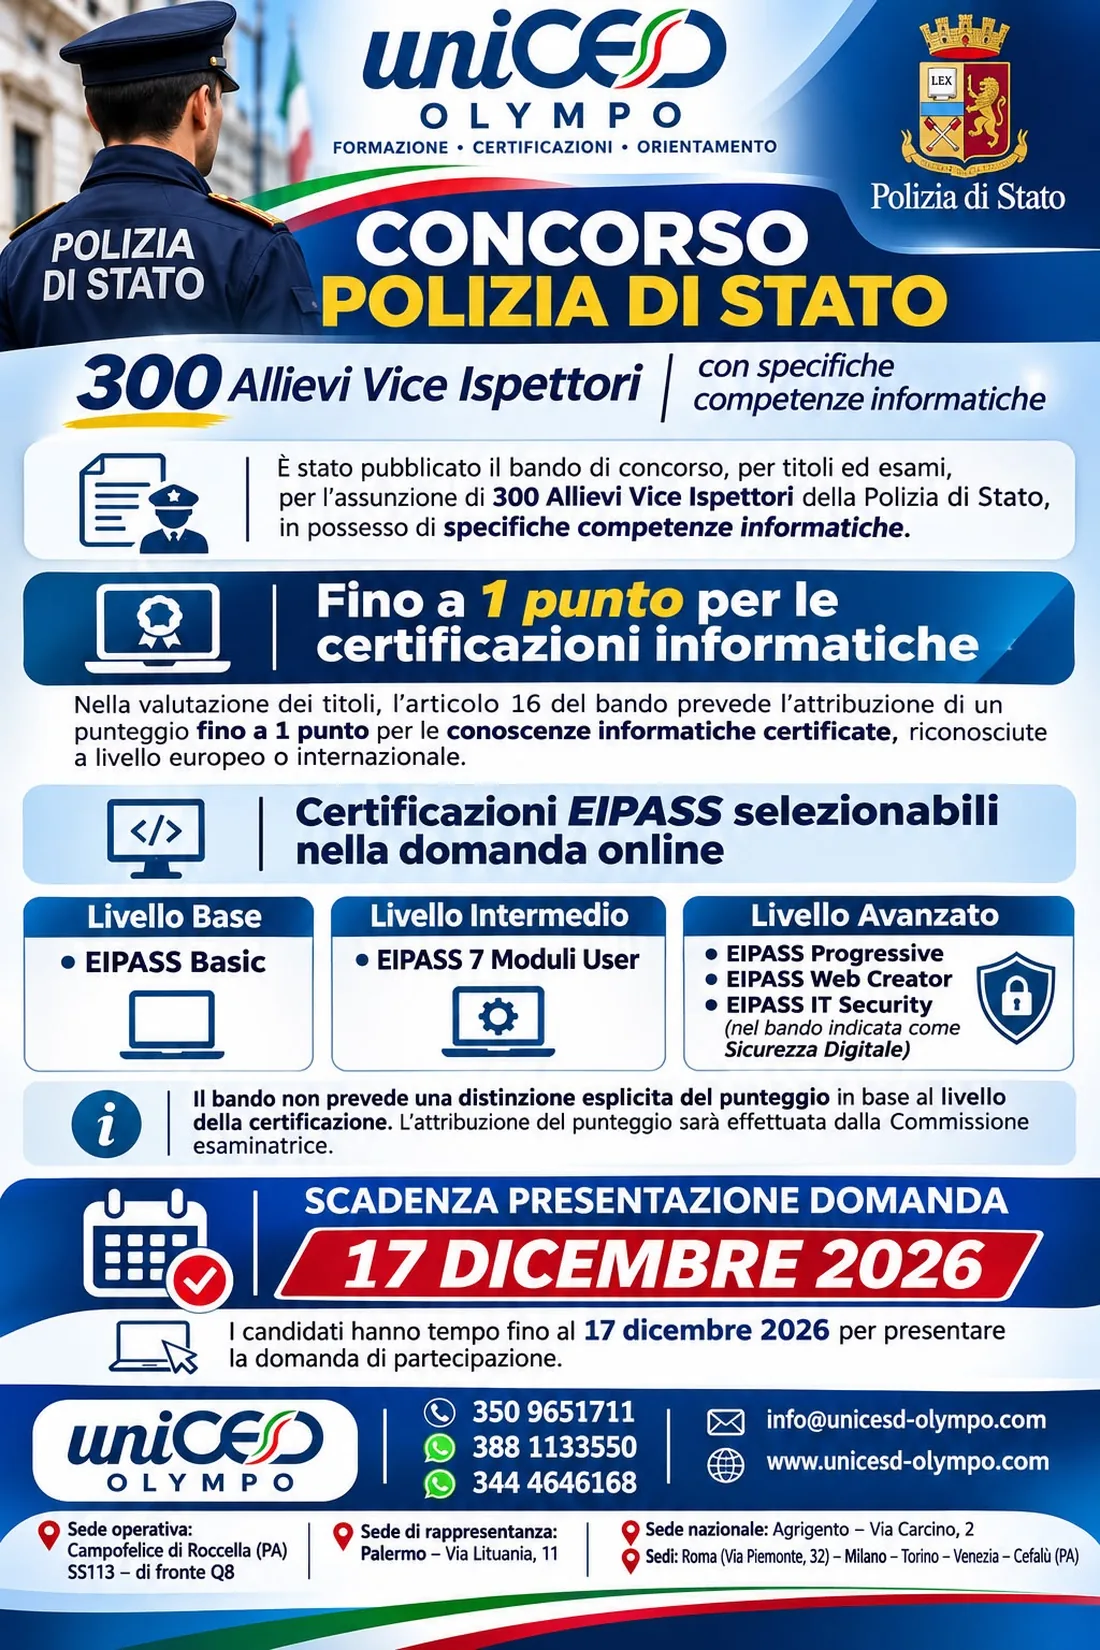 uniCESD
OLYMPO
FORMAZIONE • CERTIFICAZIONI • ORIENTAMENTO
LEX
Polizia di Stato
POLIZIA
DI STATO
CONCORSO
POLIZIA DI STATO
300 Allievi Vice Ispettori
con specifiche
competenze informatiche
È stato pubblicato il bando di concorso, per titoli ed esami,
per l'assunzione di 300 Allievi Vice Ispettori della Polizia di Stato,
in possesso di specifiche competenze informatiche.
Fino a 1 punto per le
certificazioni informatiche
Nella valutazione dei titoli, l'articolo 16 del bando prevede l'attribuzione di un
punteggio fino a 1 punto per le conoscenze informatiche certificate, riconosciute
a livello europeo o internazionale.
</>
Certificazioni EIPASS selezionabili
nella domanda online
Livello Base
• EIPASS Basic
Livello Intermedio
• EIPASS 7 Moduli User
Livello Avanzato
• EIPASS Progressive
• EIPASS Web Creator
• EIPASS IT Security
(nel bando indicata come
Sicurezza Digitale)
i
Il bando non prevede una distinzione esplicita del punteggio in base al livello
della certificazione. L'attribuzione del punteggio sarà effettuata dalla Commissione
esaminatrice.
SCADENZA PRESENTAZIONE DOMANDA
17 DICEMBRE 2026
I candidati hanno tempo fino al 17 dicembre 2026 per presentare
la domanda di partecipazione.
uniCESD
OLYMPO
350 9651711
388 1133550
344 4646168
info@unicesd-olympo.com
www.unicesd-olympo.com
Sede operativa:
Campofelice di Roccella (PA)
SS113 – di fronte Q8
Sede di rappresentanza:
Palermo – Via Lituania, 11
Sede nazionale: Agrigento – Via Carcino, 2
Sedi: Roma (Via Piemonte, 32) – Milano – Torino – Venezia – Cefalù (PA)